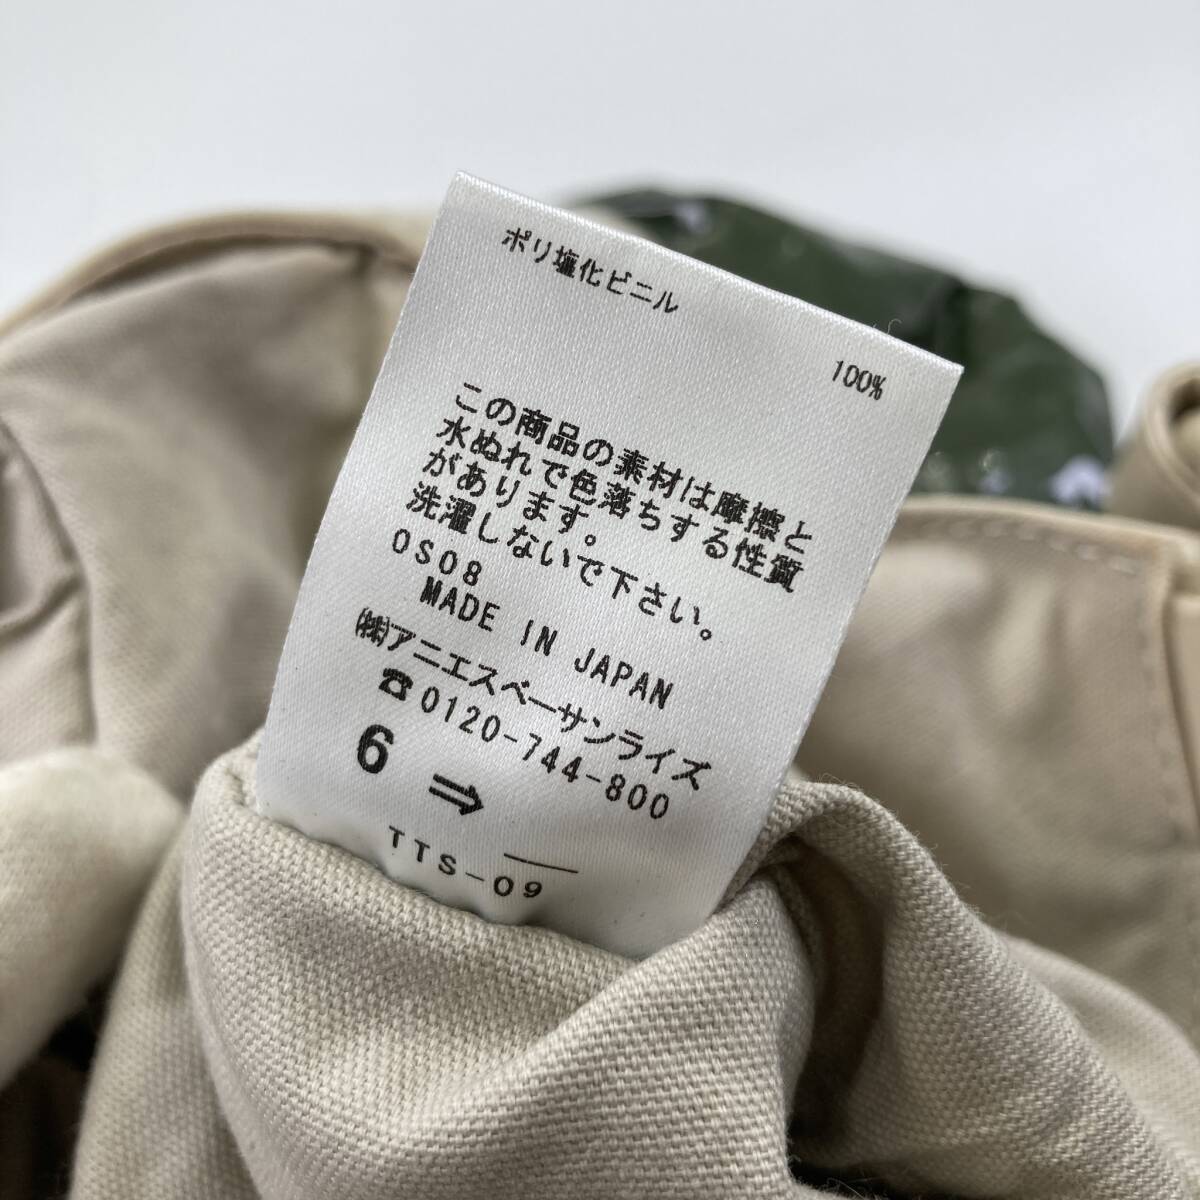 ポリ塩化ビニル
100%
この商品の素材は摩擦と
水ぬれで色落ちする性質
があります。
洗濯しないで下さい。
OS08
MADE IN JAPAN
㈱アニエスベーサンライズ
☎0120-744-800
6 ⇒
TTS-09